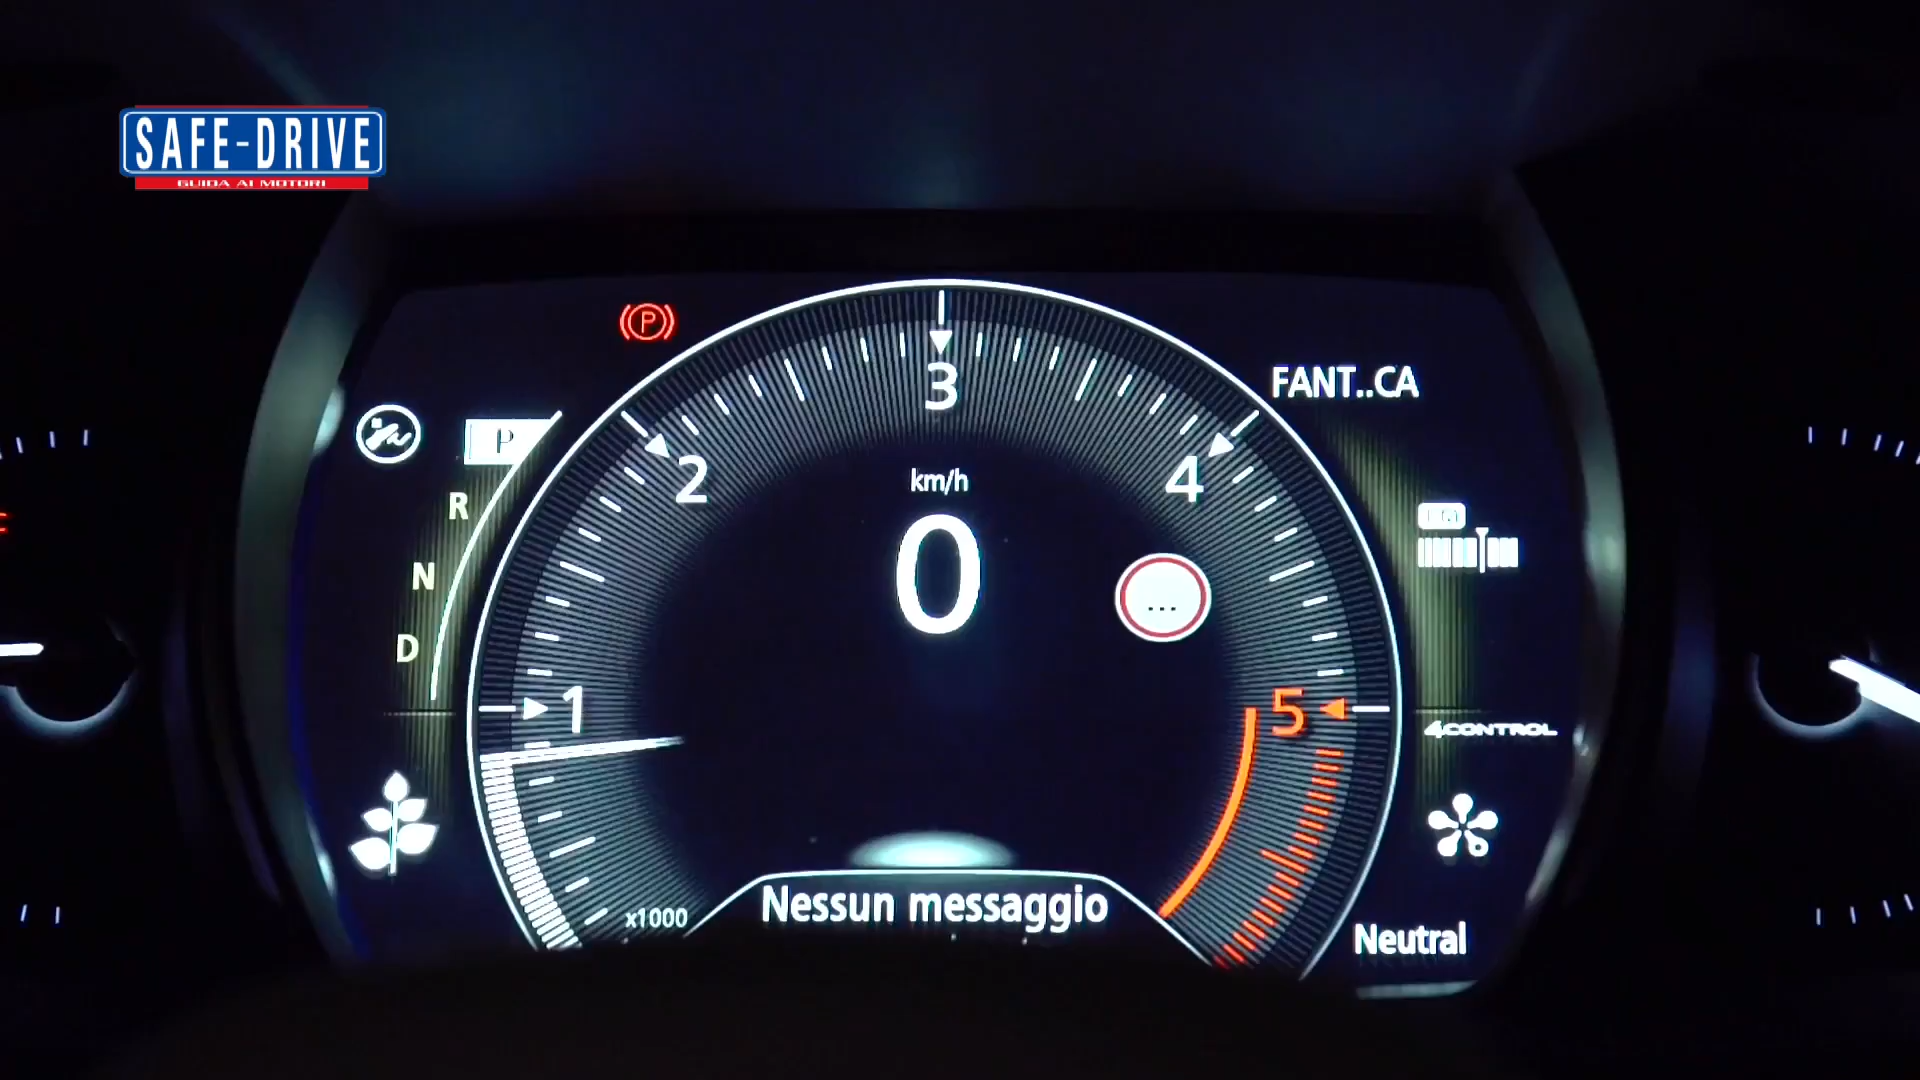 SAFE-DRIVE
GUIDA AI MOTORI
P
FANT..CA
P
R
N
D
1
2
3
4
5
km/h
0
...
4CONTROL
x1000
Nessun messaggio
Neutral